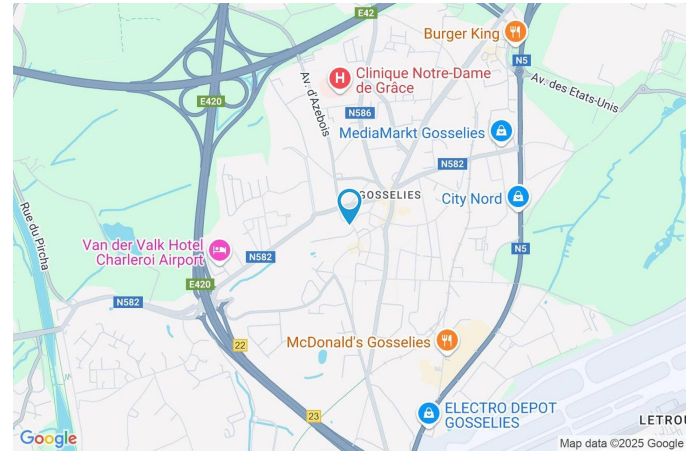 E42
Burger King
N5
Clinique Notre-Dame
de Grâce
H
Av. des Etats-Unis
Av. d'Azebois
E420
N586
MediaMarkt Gosselies
N582
GOSSELIES
City Nord
Rue du Pircha
Van der Valk Hotel
Charleroi Airport
N582
N5
E420
N582
McDonald's Gosselies
22
23
ELECTRO DEPOT
GOSSELIES
LETROU
Google
Map data ©2025 Google